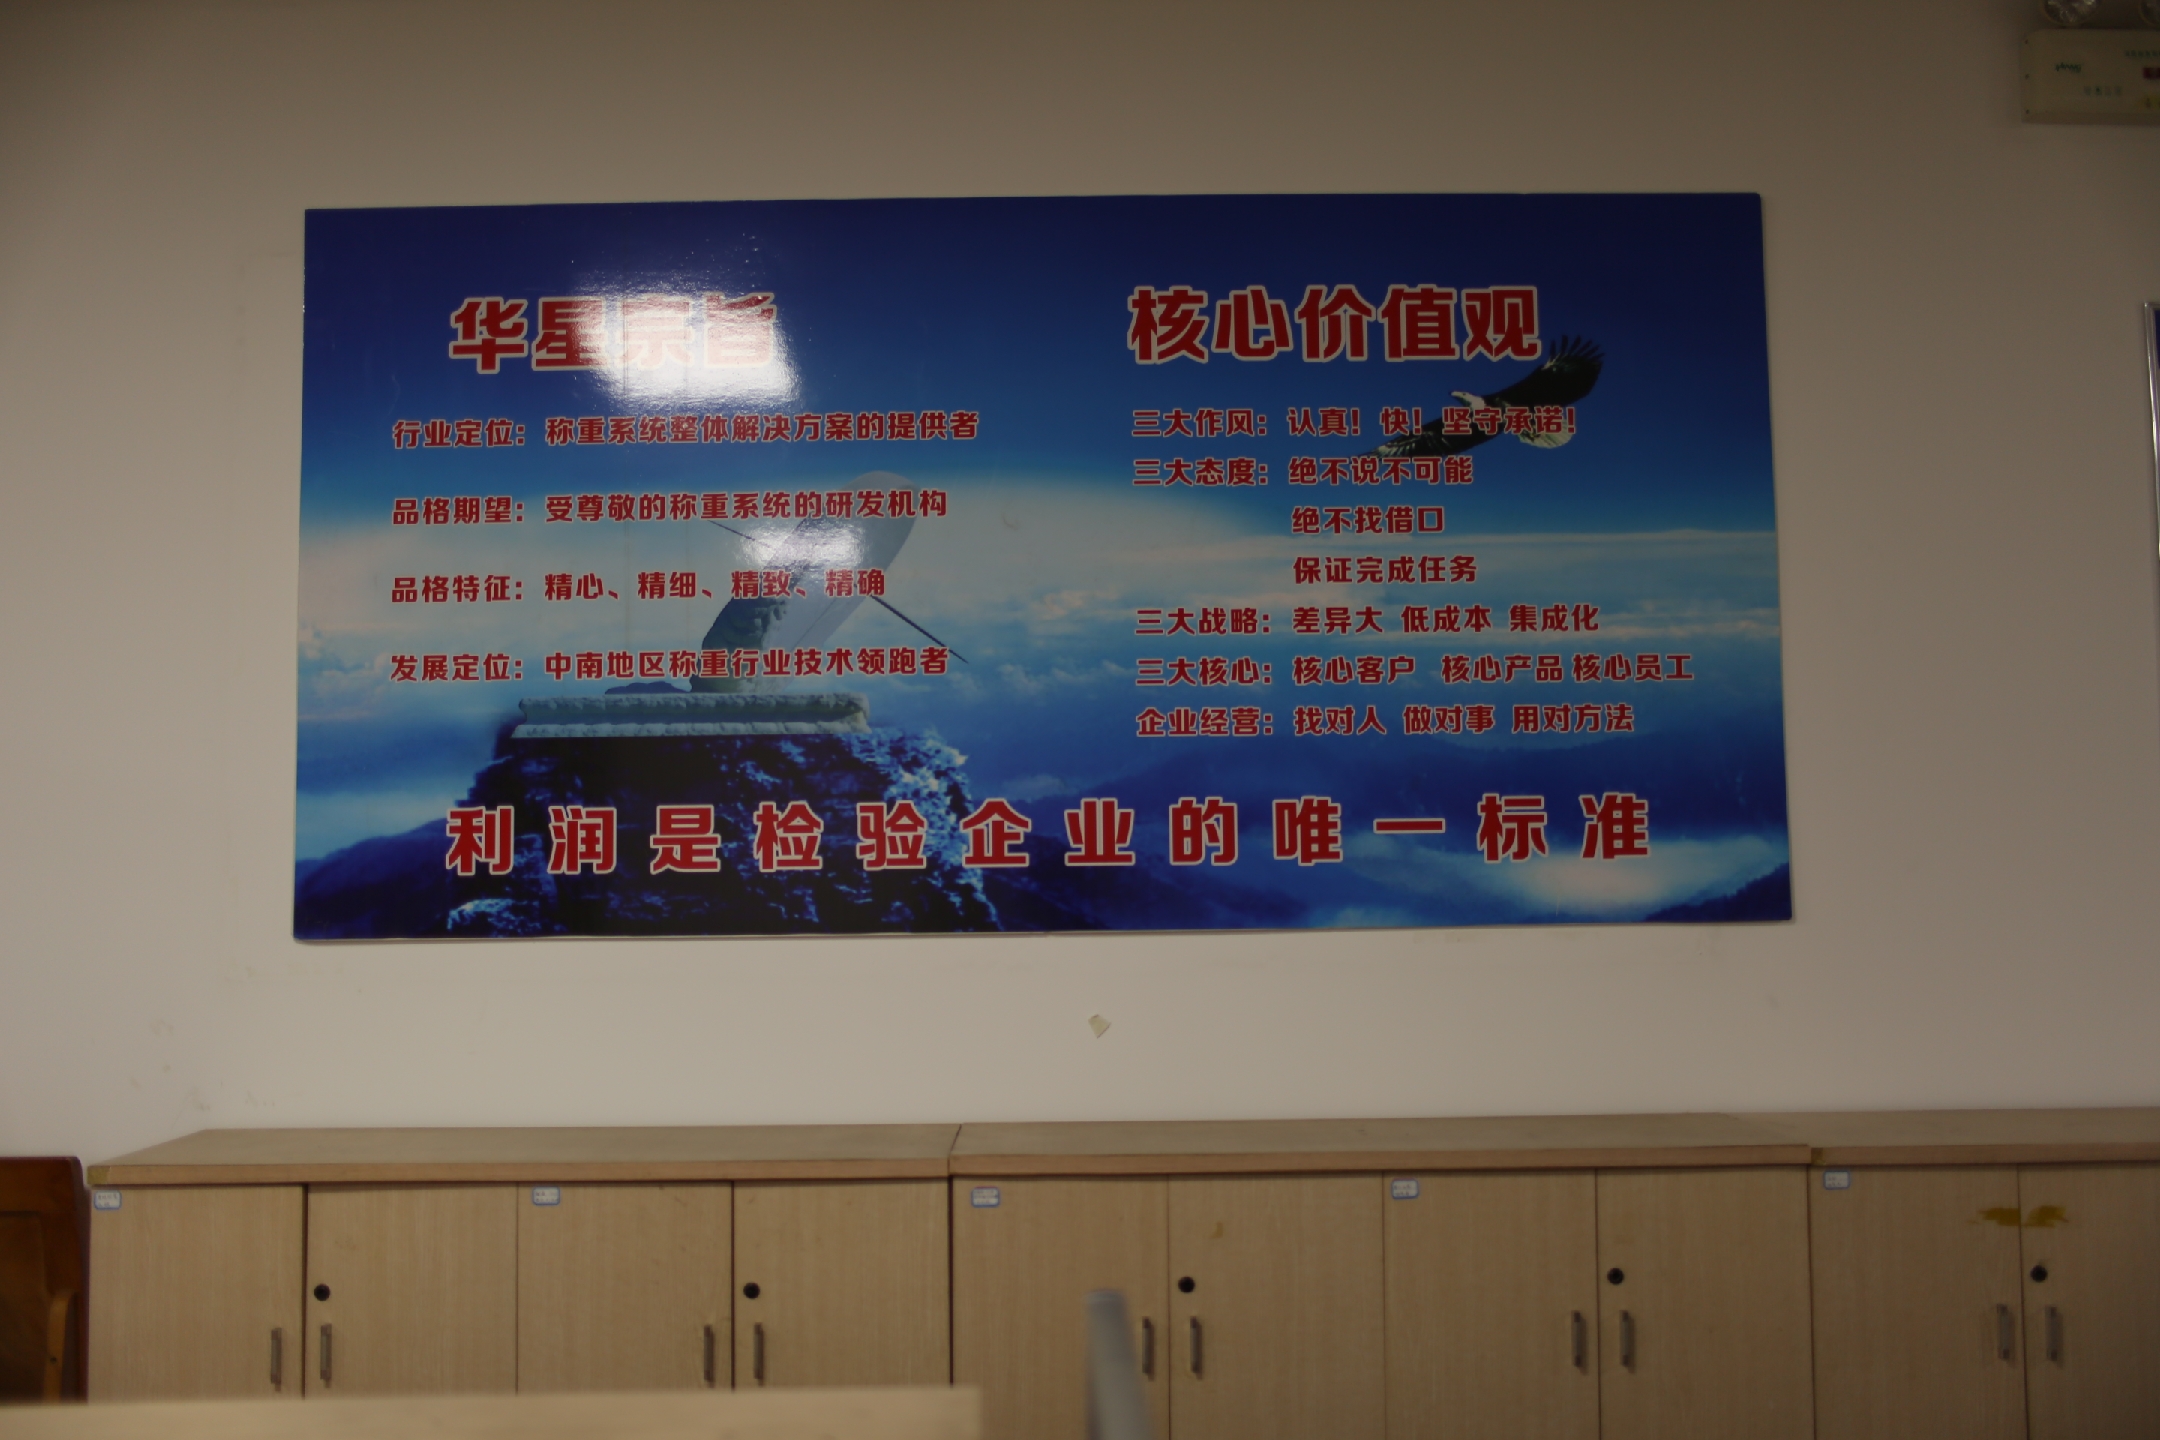 华星宗旨
行业定位：称重系统整体解决方案的提供者
品格期望：受尊敬的称重系统的研发机构
品格特征：精心、精细、精致、精确
发展定位：中南地区称重行业技术领跑者
核心价值观
三大作风：认真！快！坚守承诺！
三大态度：绝不说不可能
绝不找借口
保证完成任务
三大战略：差异大 低成本 集成化
三大核心：核心客户 核心产品 核心员工
企业经营：找对人 做对事 用对方法
利润是检验企业的唯一标准